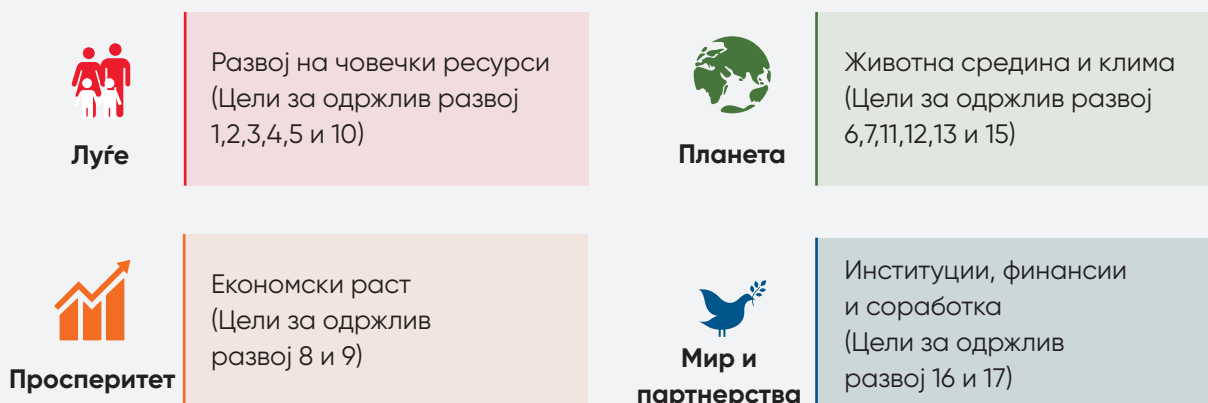 Луѓе
Развој на човечки ресурси
(Цели за одржлив развој
1,2,3,4,5 и 10)
Планета
Животна средина и клима
(Цели за одржлив развој
6,7,11,12,13 и 15)
Просперитет
Економски раст
(Цели за одржлив
развој 8 и 9)
Мир и
партнерства
Институции, финансии
и соработка
(Цели за одржлив
развој 16 и 17)